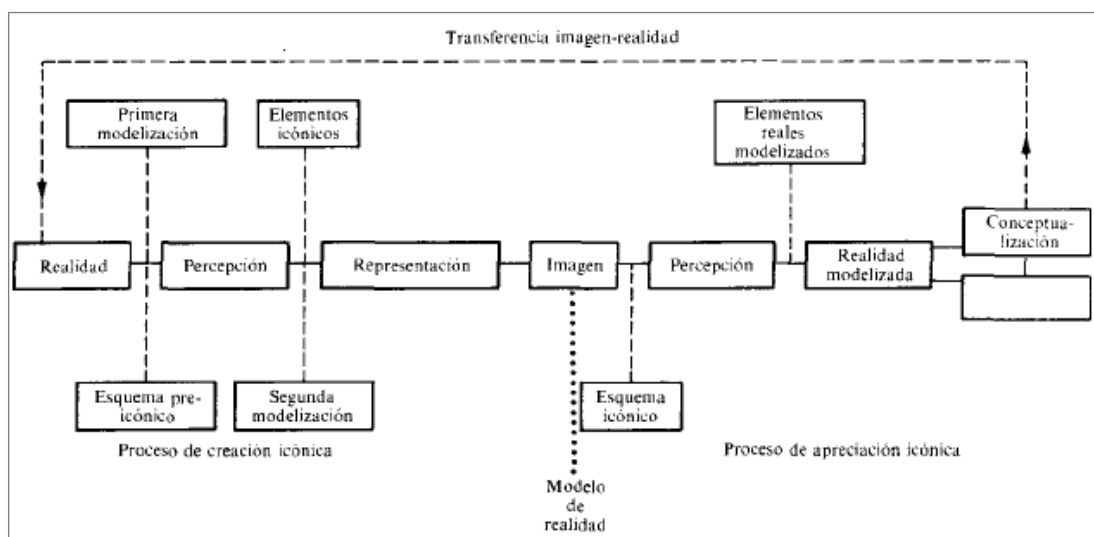 Transferencia imagen-realidad
Primera
modelización
Elementos
icónicos
Elementos
reales
modelizados
Realidad
Percepción
Representación
Imagen
Percepción
Realidad
modelizada
Conceptua-
lización
Esquema pre-
icónico
Segunda
modelización
Esquema
icónico
Proceso de creación icónica
Proceso de apreciación icónica
Modelo
de
realidad